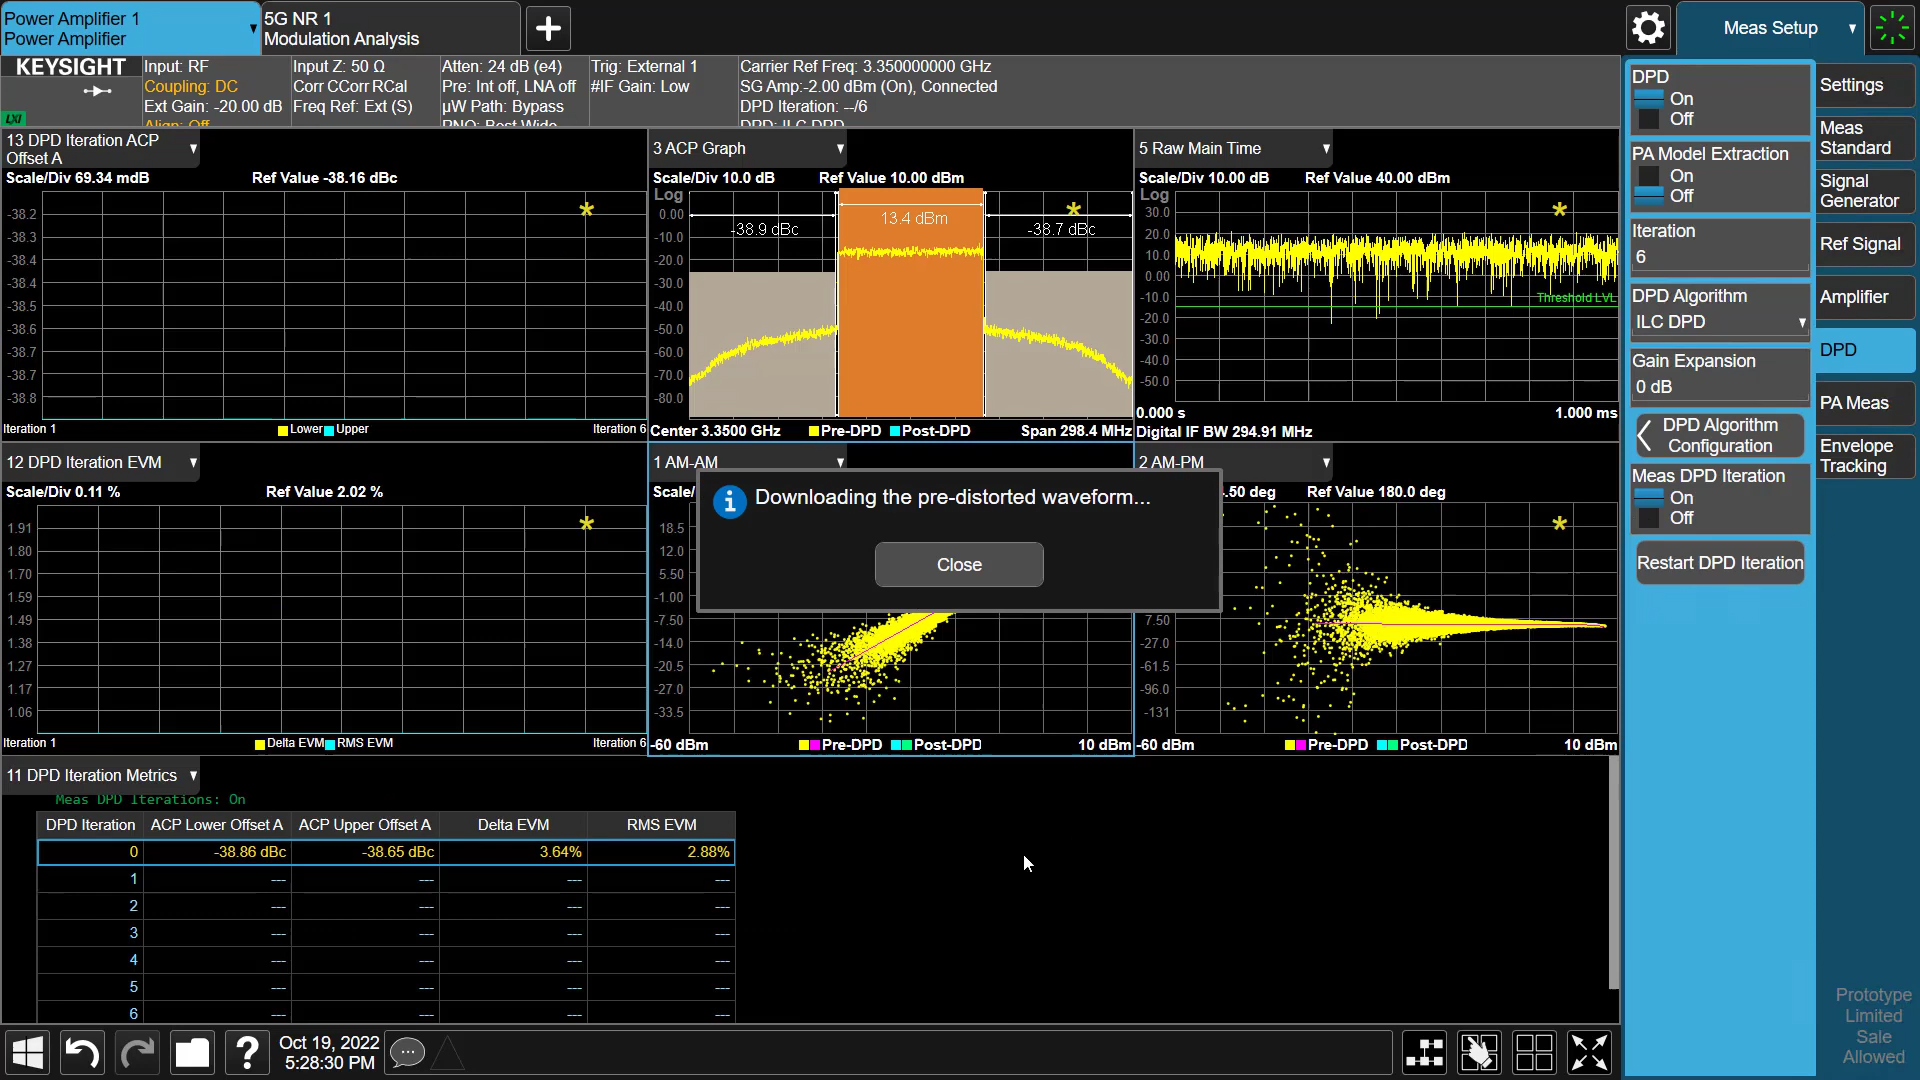 Power Amplifier 1
Power Amplifier
5G NR 1
Modulation Analysis
Meas Setup
KEYSIGHT
LXI
Input: RF
Coupling: DC
Ext Gain: -20.00 dB
Align: Off
Input Z: 50 Ω
Corr CCorr RCal
Freq Ref: Ext (S)
Atten: 24 dB (e4)
Pre: Int off, LNA off
µW Path: Bypass
PNO: Best Wide
Trig: External 1
#IF Gain: Low
Carrier Ref Freq: 3.350000000 GHz
SG Amp:-2.00 dBm (On), Connected
DPD Iteration: --/6
DPD: ILC DPD
13 DPD Iteration ACP
Offset A
Scale/Div 69.34 mdB
Ref Value -38.16 dBc
-38.2
-38.3
-38.4
-38.4
-38.5
-38.6
-38.7
-38.7
-38.8
Iteration 1
Lower
Upper
Iteration 6
3 ACP Graph
Scale/Div 10.0 dB
Ref Value 10.00 dBm
Log
0.00
-10.0
-20.0
-30.0
-40.0
-50.0
-60.0
-70.0
-80.0
-38.9 dBc
13.4 dBm
-38.7 dBc
Center 3.3500 GHz
Pre-DPD
Post-DPD
Span 298.4 MHz
5 Raw Main Time
Scale/Div 10.00 dB
Ref Value 40.00 dBm
Log
30.0
20.0
10.0
0.00
-10.0
-20.0
-30.0
-40.0
-50.0
Threshold LVL
0.000 s
1.000 ms
Digital IF BW 294.91 MHz
12 DPD Iteration EVM
Scale/Div 0.11 %
Ref Value 2.02 %
1.91
1.80
1.70
1.59
1.49
1.38
1.27
1.17
1.06
Iteration 1
Delta EVM
RMS EVM
Iteration 6
1 AM-AM
Scale/
18.5
12.0
5.50
-1.00
-7.50
-14.0
-20.5
-27.0
-33.5
-60 dBm
Pre-DPD
Post-DPD
10 dBm
Downloading the pre-distorted waveform...
Close
2 AM-PM
.50 deg
Ref Value 180.0 deg
7.50
-27.0
-61.5
-96.0
-131
-60 dBm
Pre-DPD
Post-DPD
10 dBm
11 DPD Iteration Metrics
Meas DPD Iterations: On
DPD Iteration ACP Lower Offset A ACP Upper Offset A Delta EVM RMS EVM
0 -38.86 dBc -38.65 dBc 3.64% 2.88%
1 --- --- --- ---
2 --- --- --- ---
3 --- --- --- ---
4 --- --- --- ---
5 --- --- --- ---
6 --- --- --- ---
DPD
On
Off
PA Model Extraction
On
Off
Iteration
6
DPD Algorithm
ILC DPD
Gain Expansion
0 dB
DPD Algorithm
Configuration
Meas DPD Iteration
On
Off
Restart DPD Iteration
Settings
Meas
Standard
Signal
Generator
Ref Signal
Amplifier
DPD
PA Meas
Envelope
Tracking
Prototype
Limited
Sale
Allowed
Oct 19, 2022
5:28:30 PM